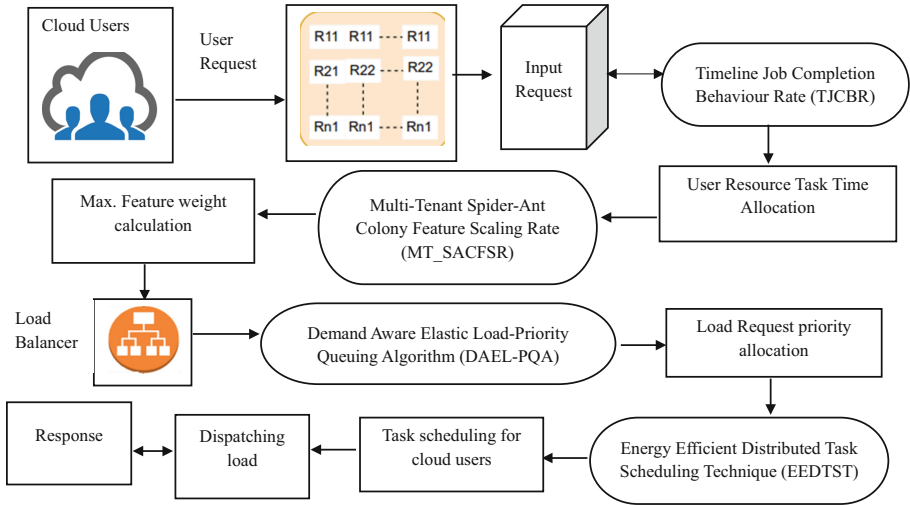 Cloud Users
User
Request
R11 R11 R11
R21 R22 R22
Rn1 Rn1 Rn1
Input
Request
Timeline Job Completion
Behaviour Rate (TJCBR)
User Resource Task Time
Allocation
Multi-Tenant Spider-Ant
Colony Feature Scaling Rate
(MT_SACFSR)
Max. Feature weight
calculation
Load
Balancer
Demand Aware Elastic Load-Priority
Queuing Algorithm (DAEL-PQA)
Load Request priority
allocation
Energy Efficient Distributed Task
Scheduling Technique (EEDTST)
Task scheduling for
cloud users
Dispatching
load
Response